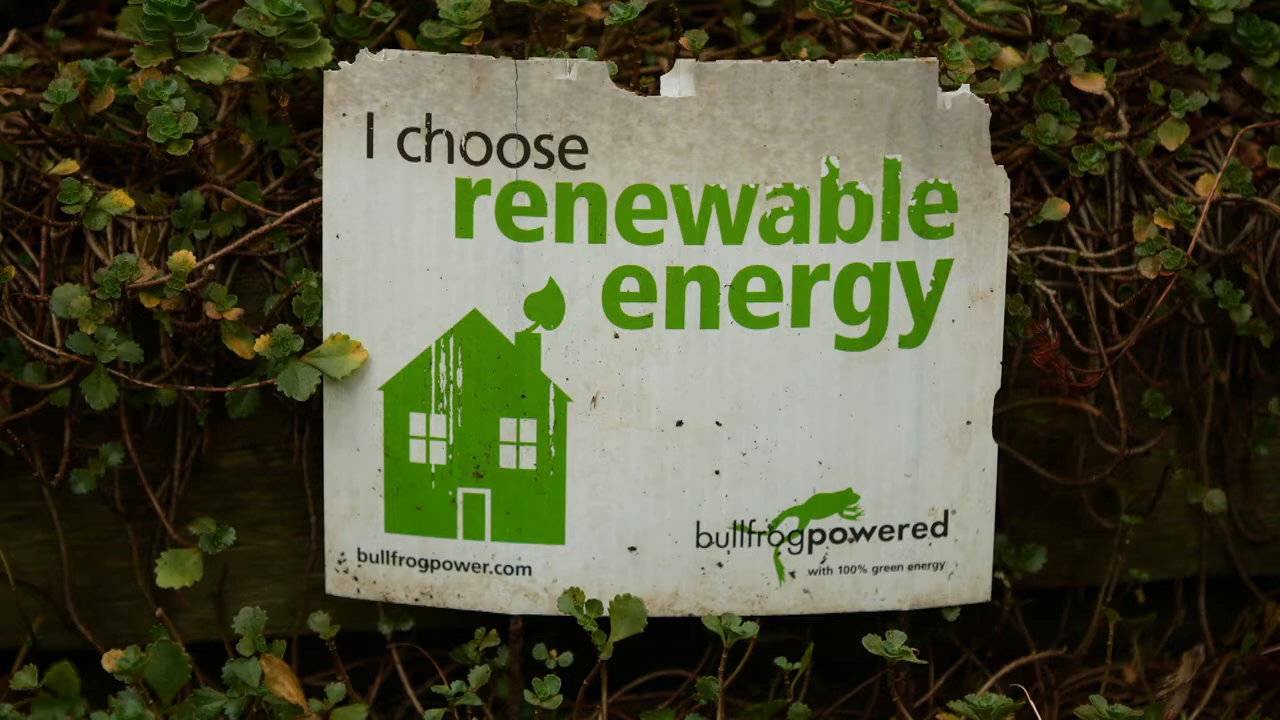 I choose
renewable
energy
bullfrogpowered
with 100% green energy
bullfrogpower.com